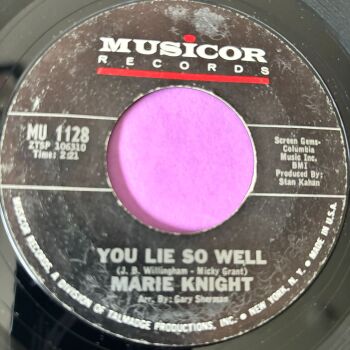 MUSICOR
RECORDS
MU 1128
ZTSP 106310
Time: 2:21
Screen Gems-
Columbia
Music Inc.
BMI
Produced By:
Stan Kahan
YOU LIE SO WELL
(J. B. Willingham - Micky Grant)
MARIE KNIGHT
Arr. By: Gary Sherman
MUSICOR RECORDS, A DIVISION OF TALMADGE PRODUCTIONS, INC. • NEW YORK, N. Y. • MADE IN U.S.A.